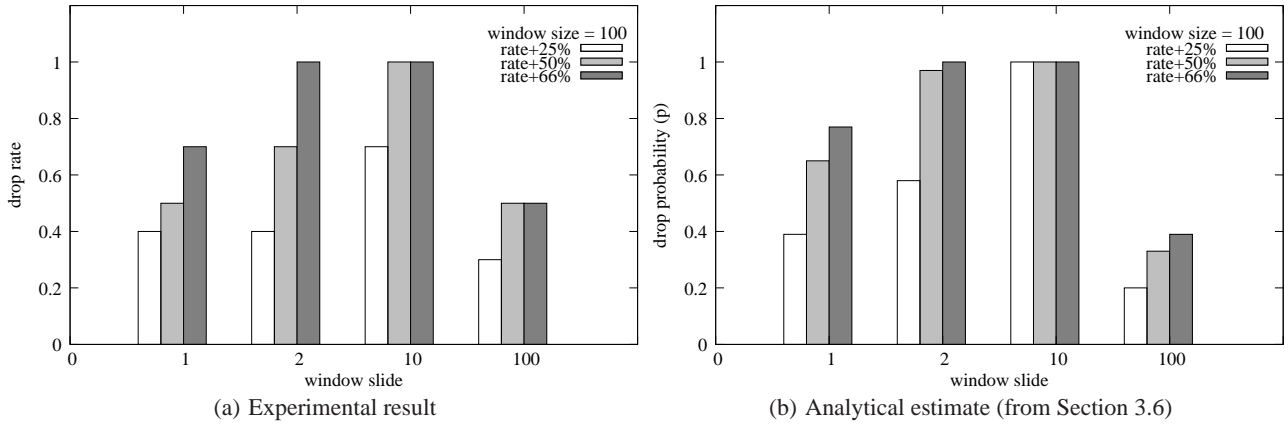 window size = 100
rate+25%
rate+50%
rate+66%
1
0.8
0.6
0.4
0.2
0
drop rate
0 1 2 10 100
window slide
(a) Experimental result
window size = 100
rate+25%
rate+50%
rate+66%
1
0.8
0.6
0.4
0.2
0
drop probability (p)
0 1 2 10 100
window slide
(b) Analytical estimate (from Section 3.6)